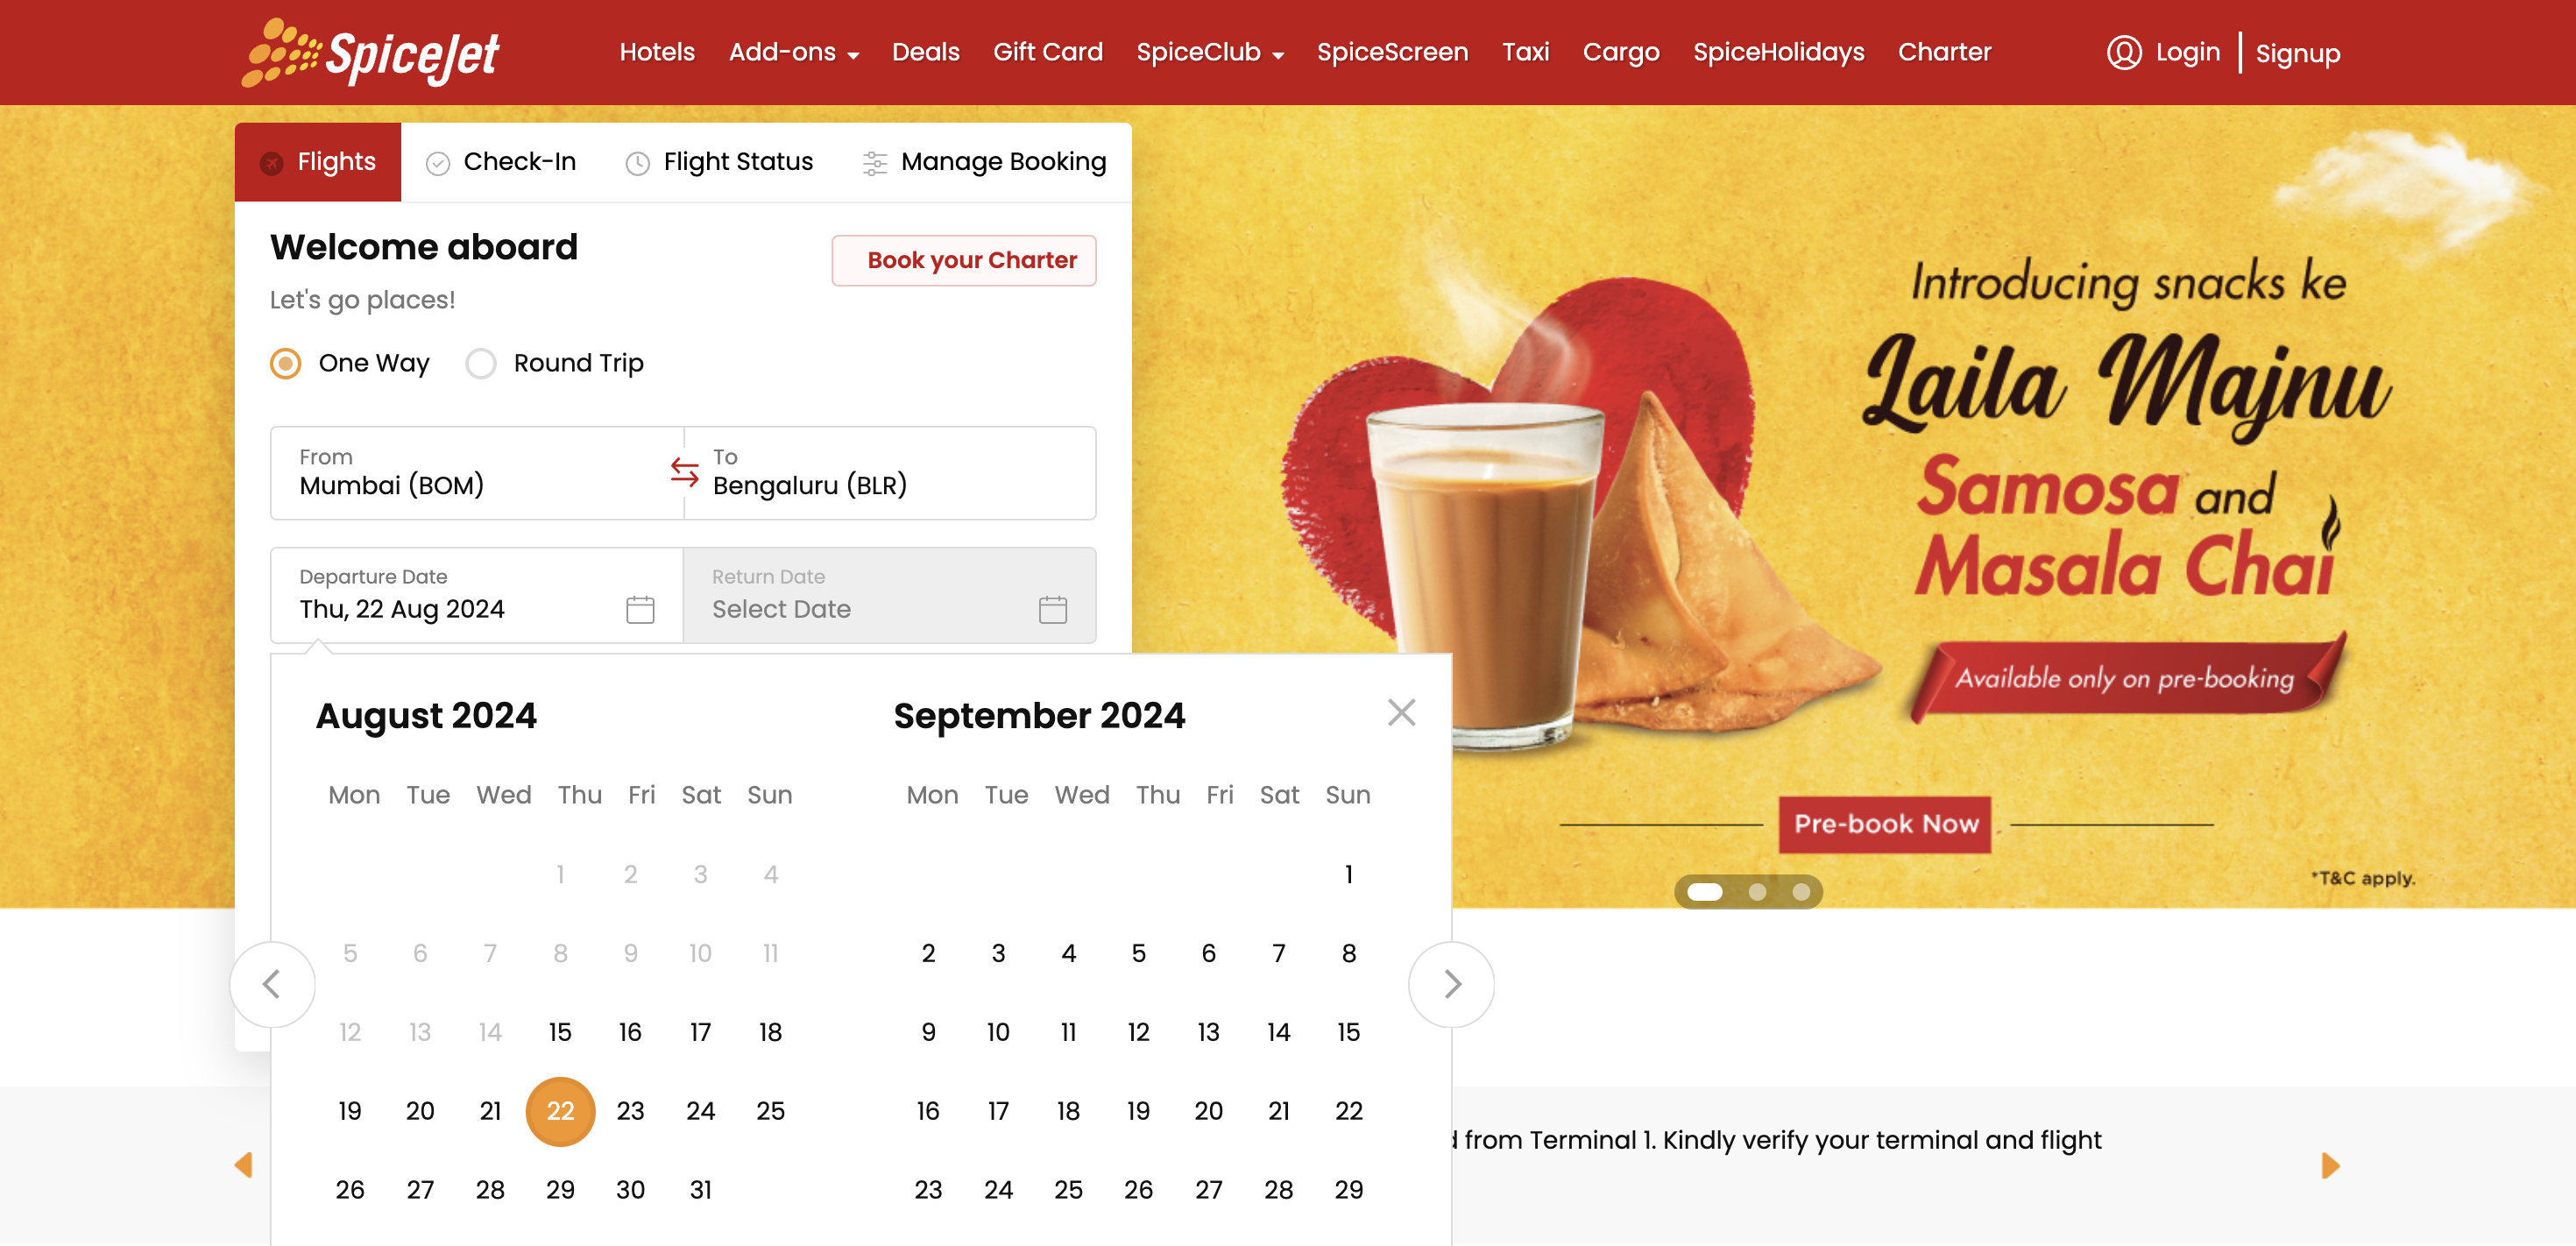 SpiceJet
Hotels Add-ons Deals Gift Card SpiceClub SpiceScreen Taxi Cargo SpiceHolidays Charter Login Signup
Flights Check-In Flight Status Manage Booking
Welcome aboard
Book your Charter
Let's go places!
One Way Round Trip
From
Mumbai (BOM)
To
Bengaluru (BLR)
Departure Date
Thu, 22 Aug 2024
Return Date
Select Date
August 2024
Mon Tue Wed Thu Fri Sat Sun
1 2 3 4
5 6 7 8 9 10 11
12 13 14 15 16 17 18
19 20 21 22 23 24 25
26 27 28 29 30 31
September 2024
Mon Tue Wed Thu Fri Sat Sun
1
2 3 4 5 6 7 8
9 10 11 12 13 14 15
16 17 18 19 20 21 22
23 24 25 26 27 28 29
Introducing snacks ke
Laila Majnu
Samosa and
Masala Chai
Available only on pre-booking
Pre-book Now
*T&C apply.
from Terminal 1. Kindly verify your terminal and flight